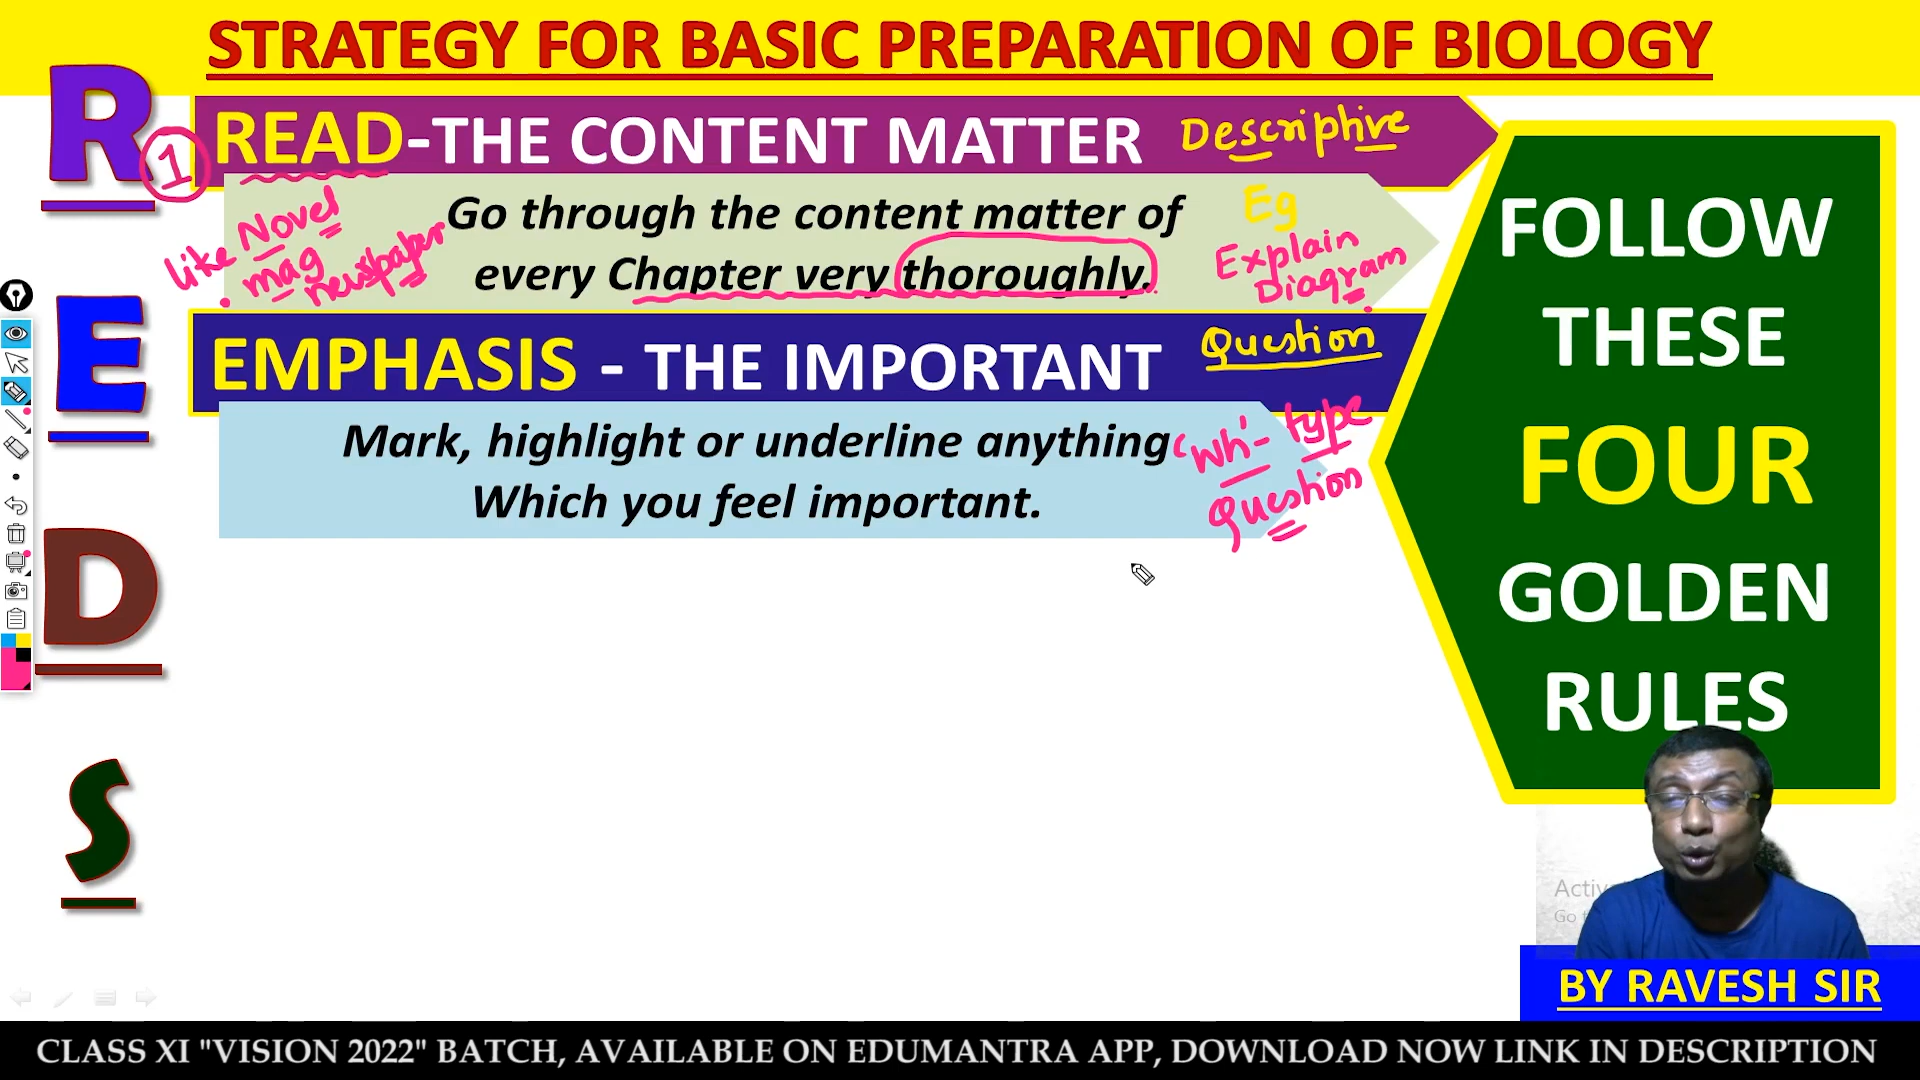 STRATEGY FOR BASIC PREPARATION OF BIOLOGY
R
1
READ-THE CONTENT MATTER
Descriptive
like Novel
mag
newspaper
Go through the content matter of
every Chapter very thoroughly.
Eg
Explain
Diagram
E
EMPHASIS - THE IMPORTANT
Question
Mark, highlight or underline anything
Which you feel important.
'Wh'- type
Question
D
S
FOLLOW
THESE
FOUR
GOLDEN
RULES
BY RAVESH SIR
CLASS XI "VISION 2022" BATCH, AVAILABLE ON EDUMANTRA APP, DOWNLOAD NOW LINK IN DESCRIPTION